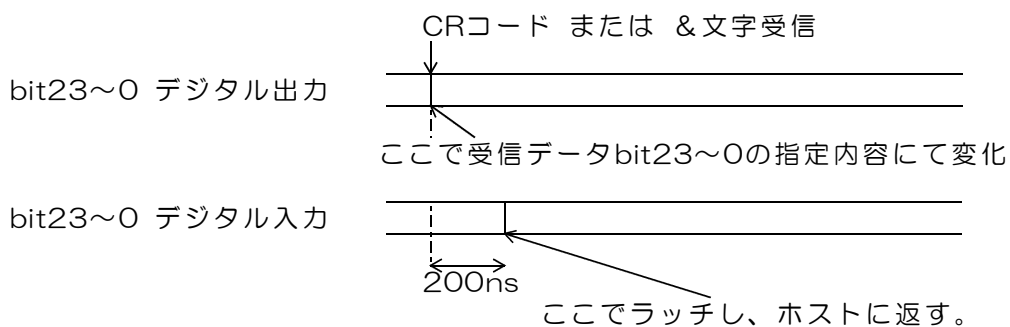 CRコード または &文字受信
bit23～0 デジタル出力
ここで受信データbit23～0の指定内容にて変化
bit23～0 デジタル入力
200ns
ここでラッチし、ホストに返す。